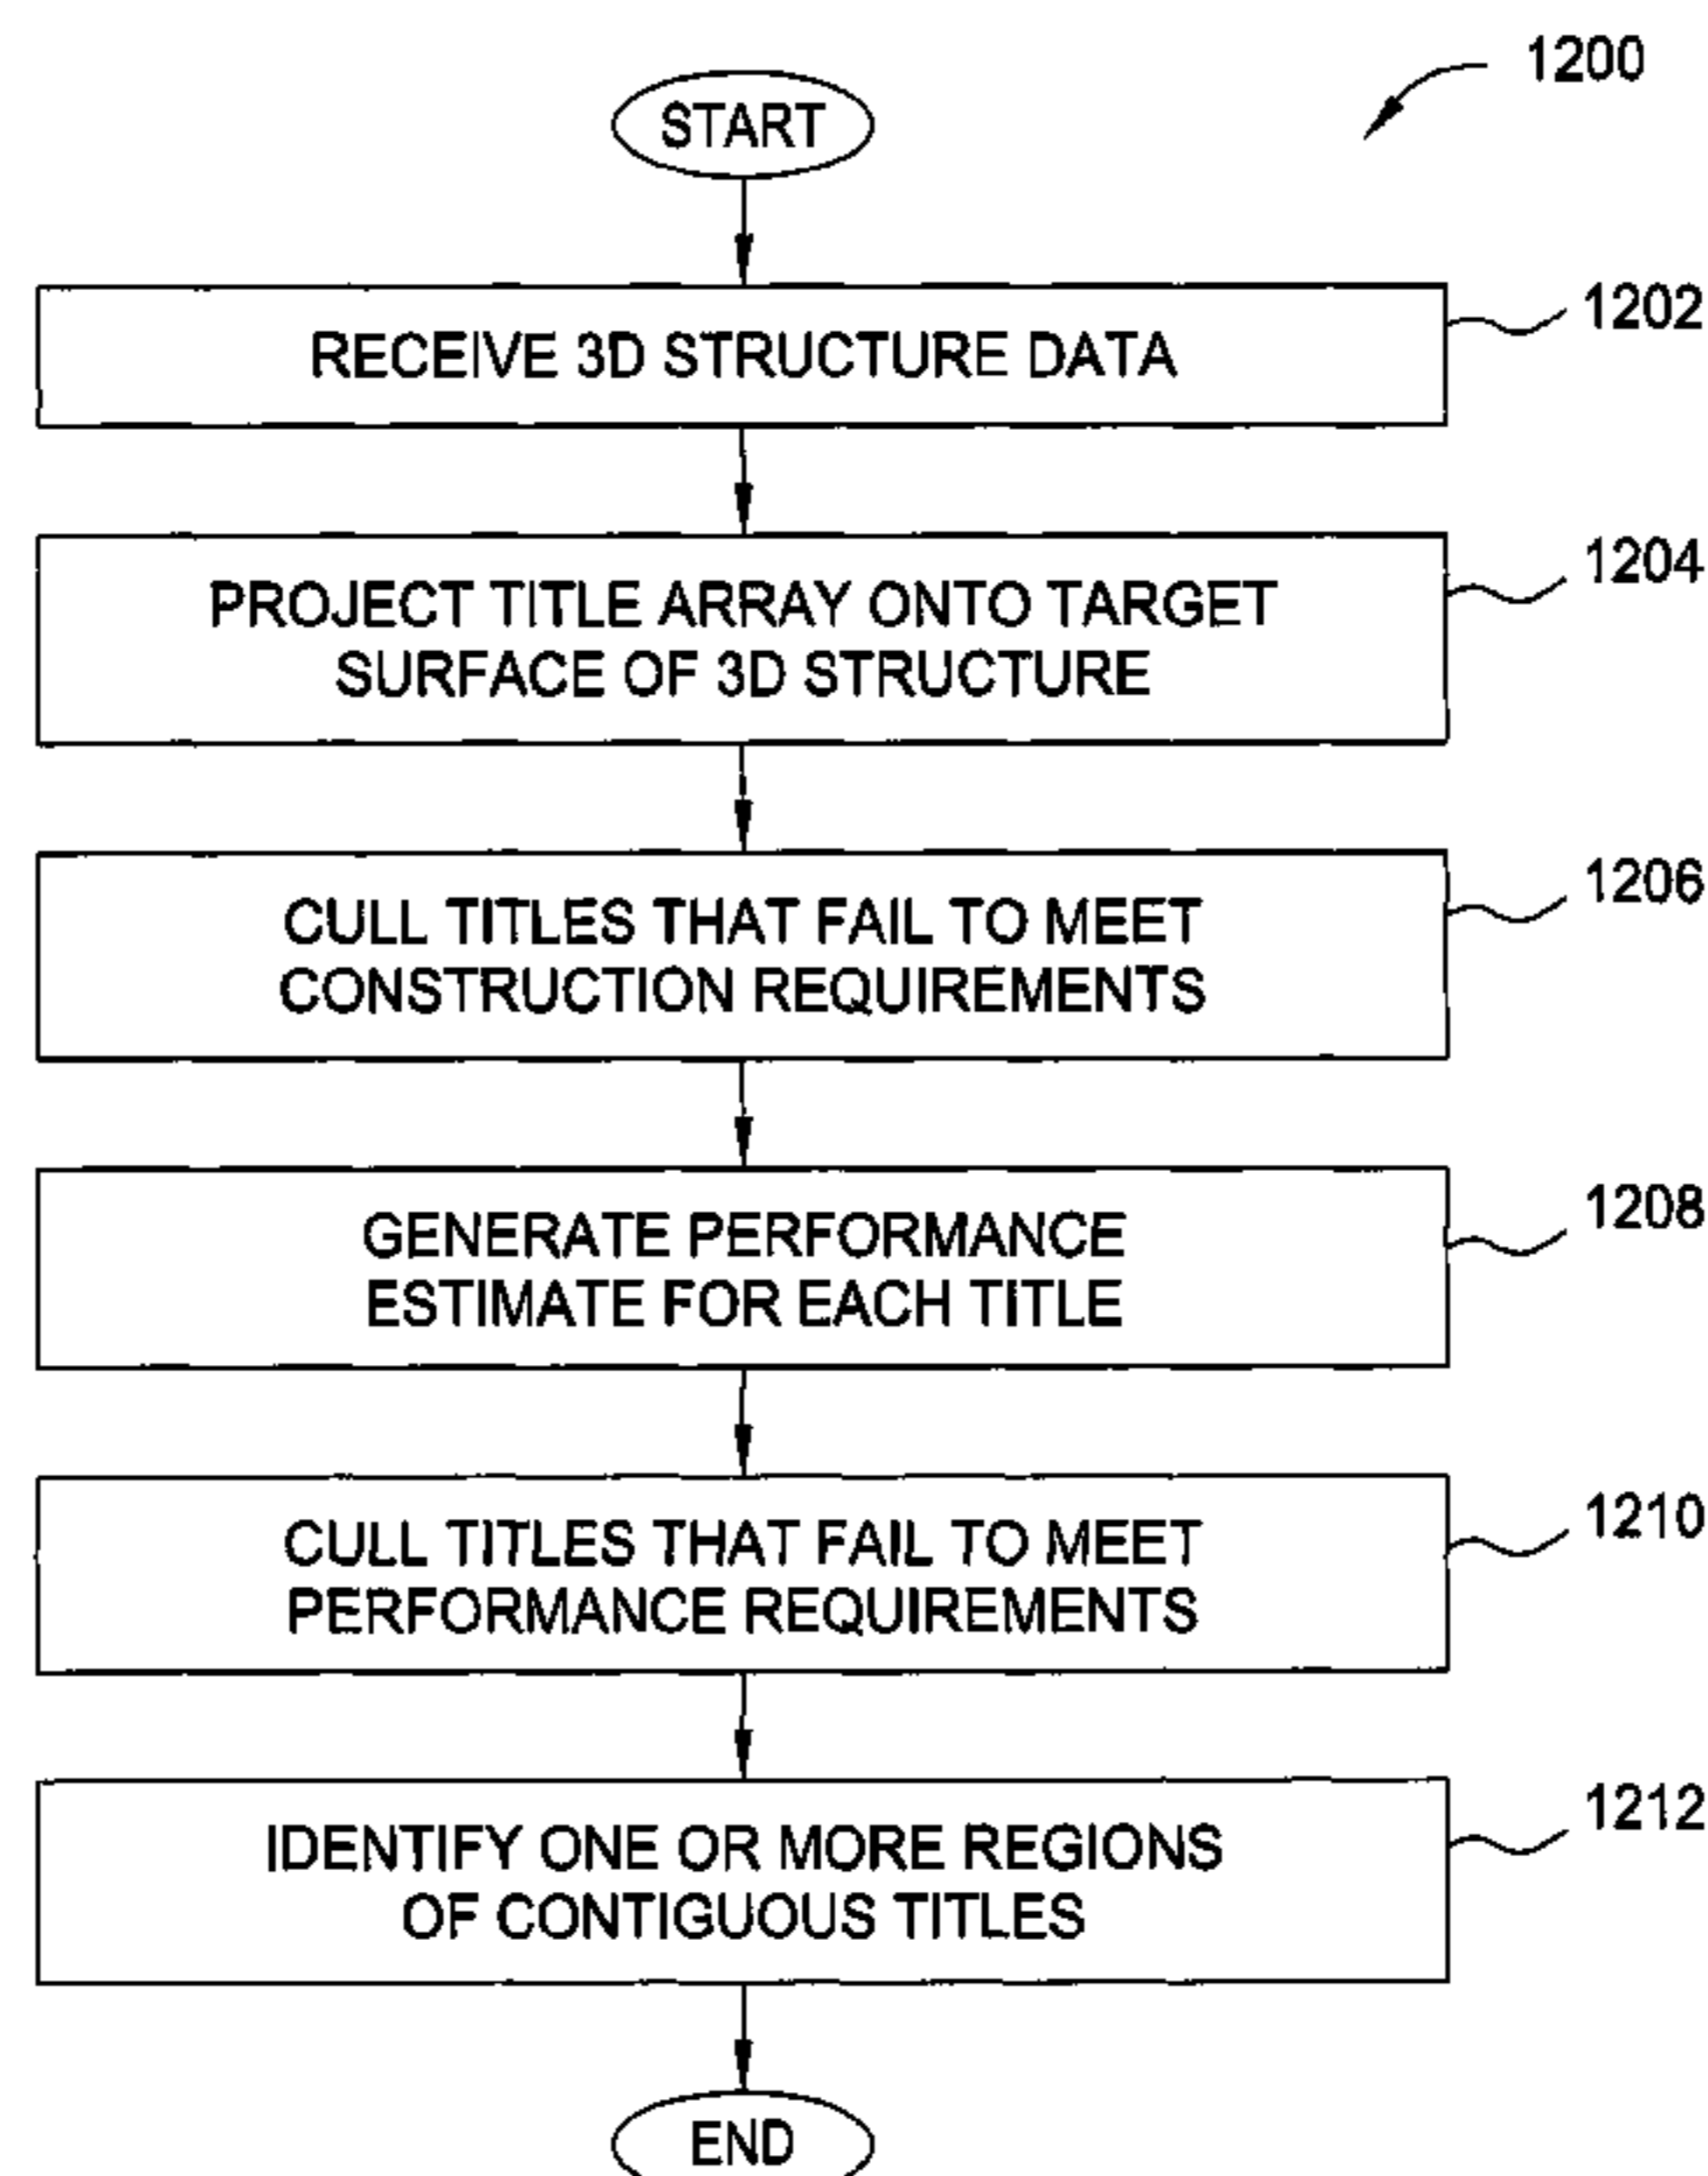 1200
START
RECEIVE 3D STRUCTURE DATA
1202
PROJECT TITLE ARRAY ONTO TARGET
SURFACE OF 3D STRUCTURE
1204
CULL TITLES THAT FAIL TO MEET
CONSTRUCTION REQUIREMENTS
1206
GENERATE PERFORMANCE
ESTIMATE FOR EACH TITLE
1208
CULL TITLES THAT FAIL TO MEET
PERFORMANCE REQUIREMENTS
1210
IDENTIFY ONE OR MORE REGIONS
OF CONTIGUOUS TITLES
1212
END